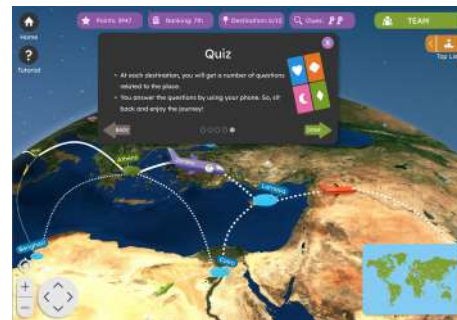 Home
Points: 8947
Ranking: 7th
Destination: 6/10
Clues:
TEAM
Tutorial
Top Lis
Quiz
• At each destination, you will get a number of questions
related to the place.
• You answer the questions by using your phone. So, sit
back and enjoy the journey!
BACK
Athens
Larnaca
Benghazi
Cairo